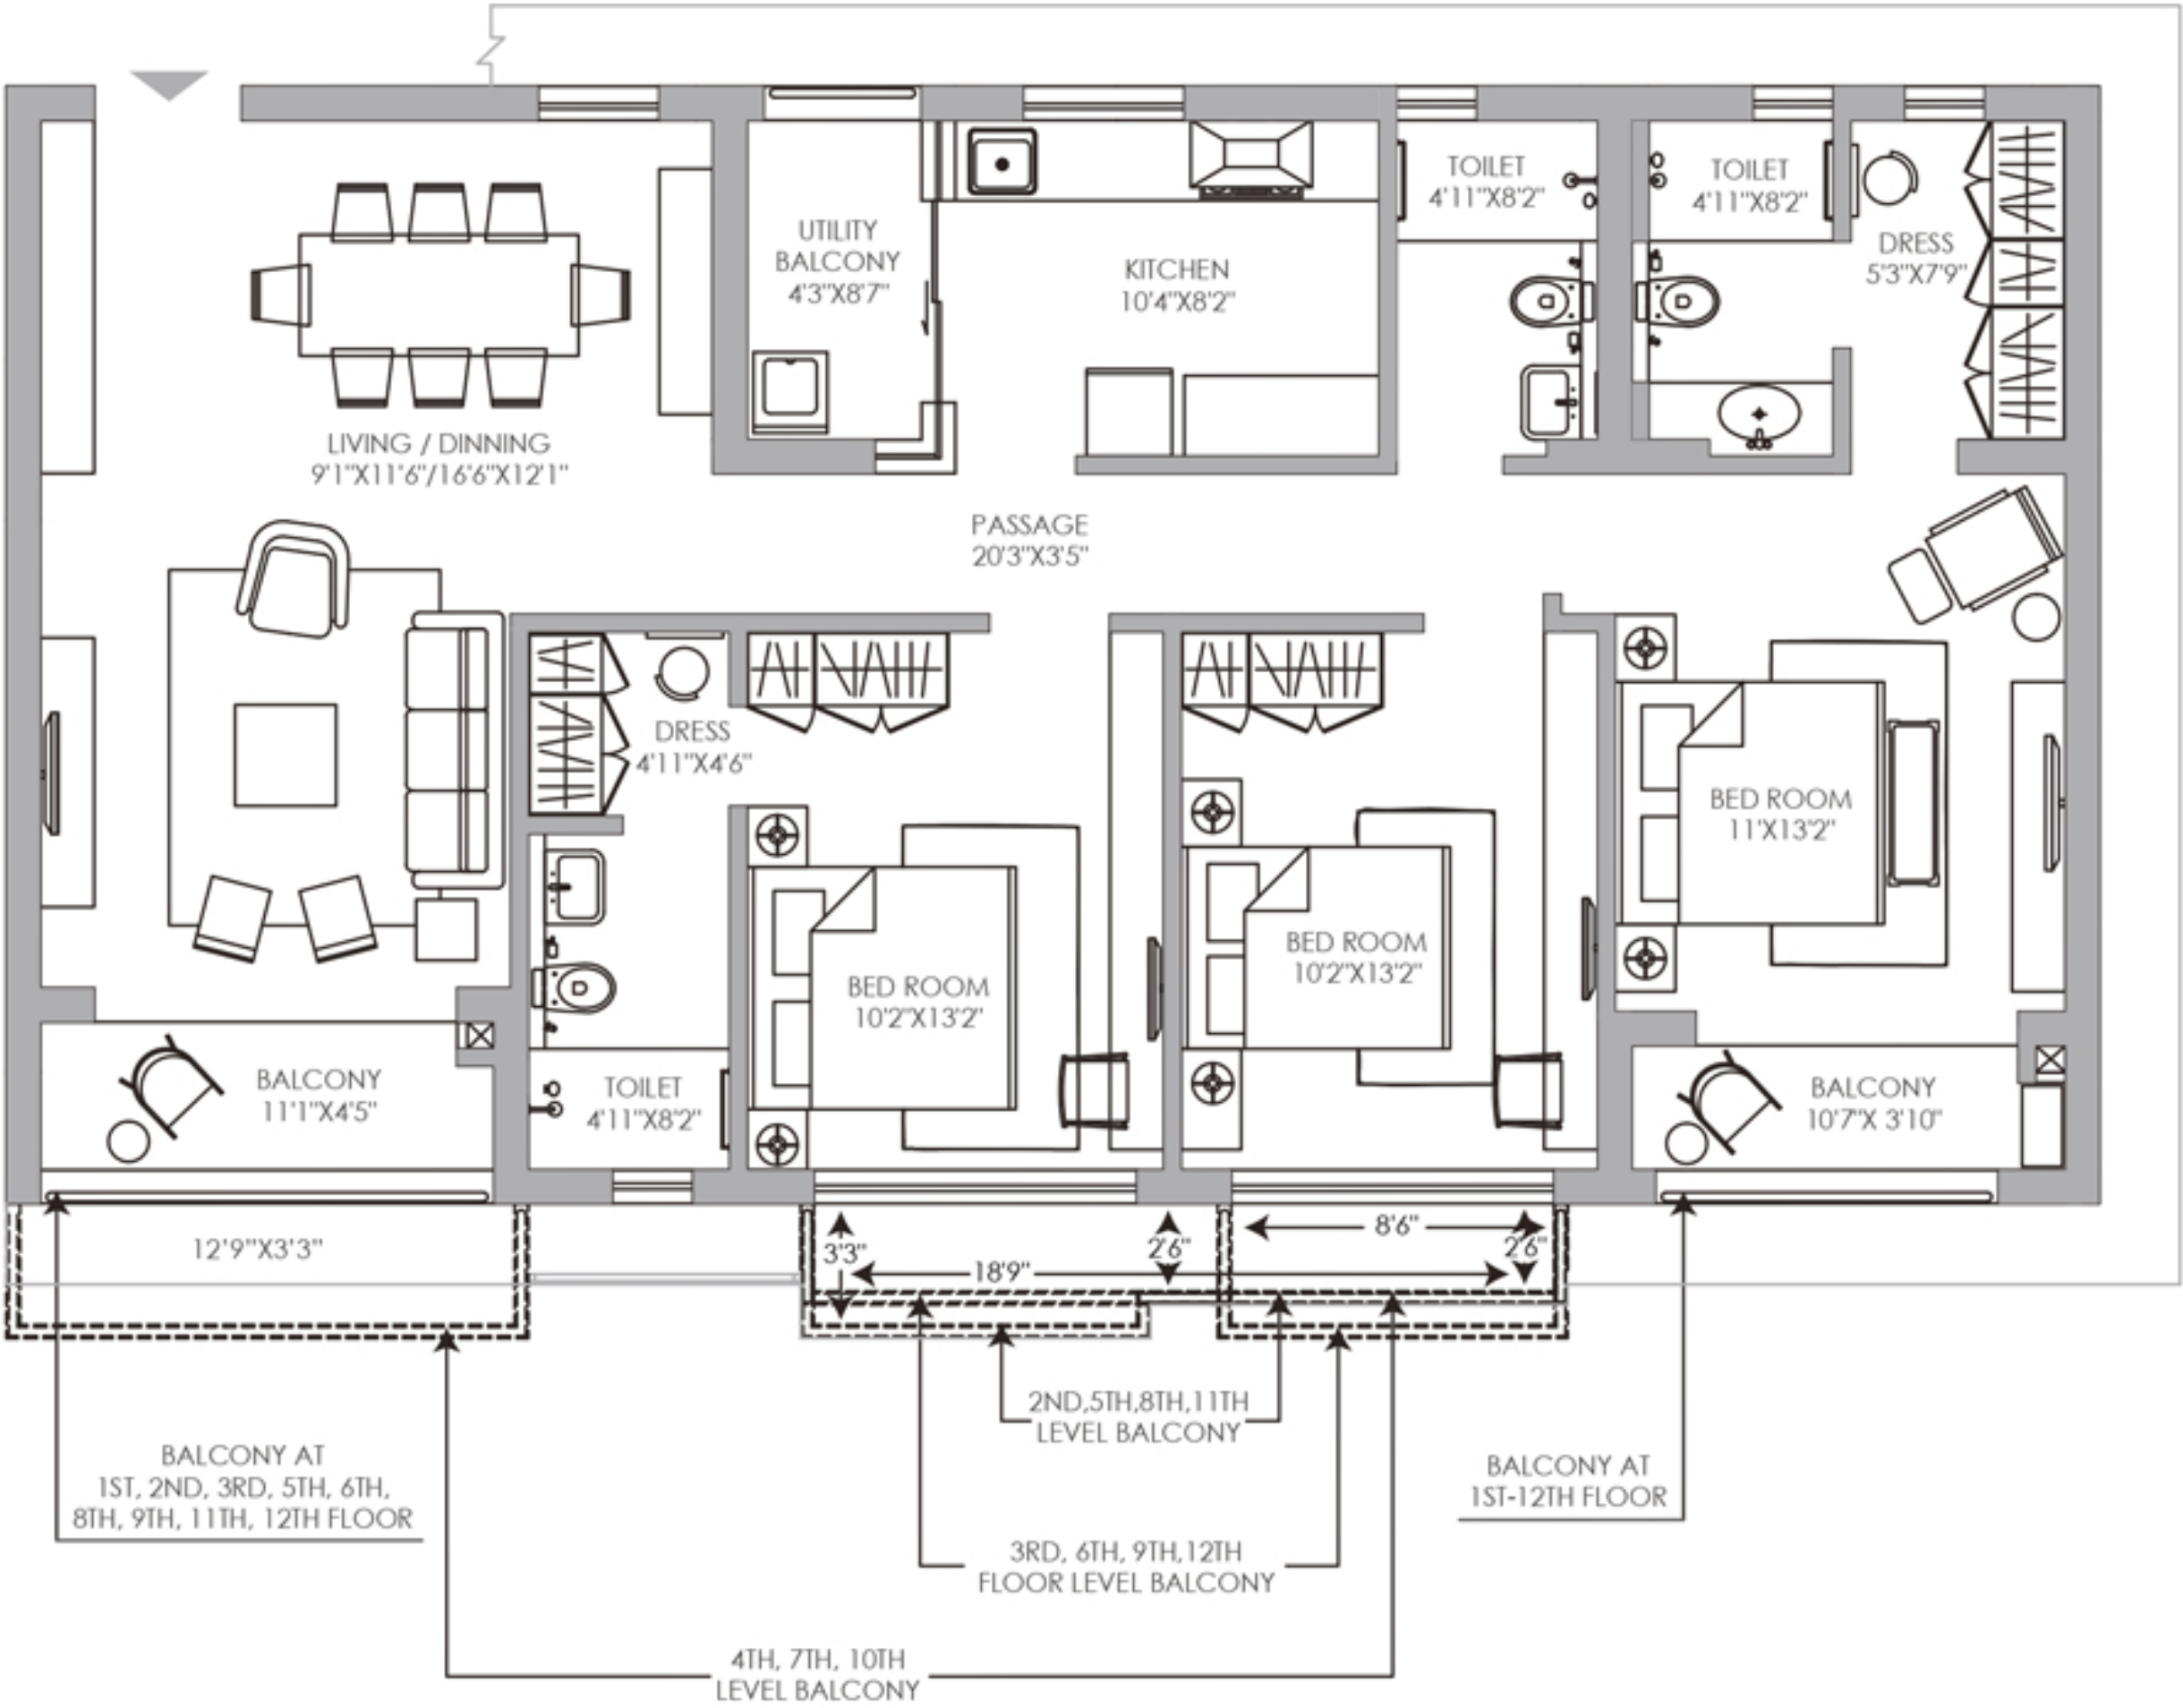 TOILET
4'11"X8'2"
TOILET
4'11"X8'2"
UTILITY
BALCONY
4'3"X8'7"
KITCHEN
10'4"X8'2"
DRESS
5'3"X7'9"
LIVING / DINNING
9'1"X11'6"/16'6"X12'1"
PASSAGE
20'3"X3'5"
DRESS
4'11"X4'6"
BED ROOM
11'X13'2"
BED ROOM
10'2"X13'2"
BED ROOM
10'2"X13'2"
BALCONY
11'1"X4'5"
TOILET
4'11"X8'2"
BALCONY
10'7"X 3'10"
12'9"X3'3"
3'3"
18'9"
2'6"
8'6"
2'6"
2ND,5TH,8TH,11TH
LEVEL BALCONY
BALCONY AT
1ST, 2ND, 3RD, 5TH, 6TH,
8TH, 9TH, 11TH, 12TH FLOOR
BALCONY AT
1ST-12TH FLOOR
3RD, 6TH, 9TH,12TH
FLOOR LEVEL BALCONY
4TH, 7TH, 10TH
LEVEL BALCONY